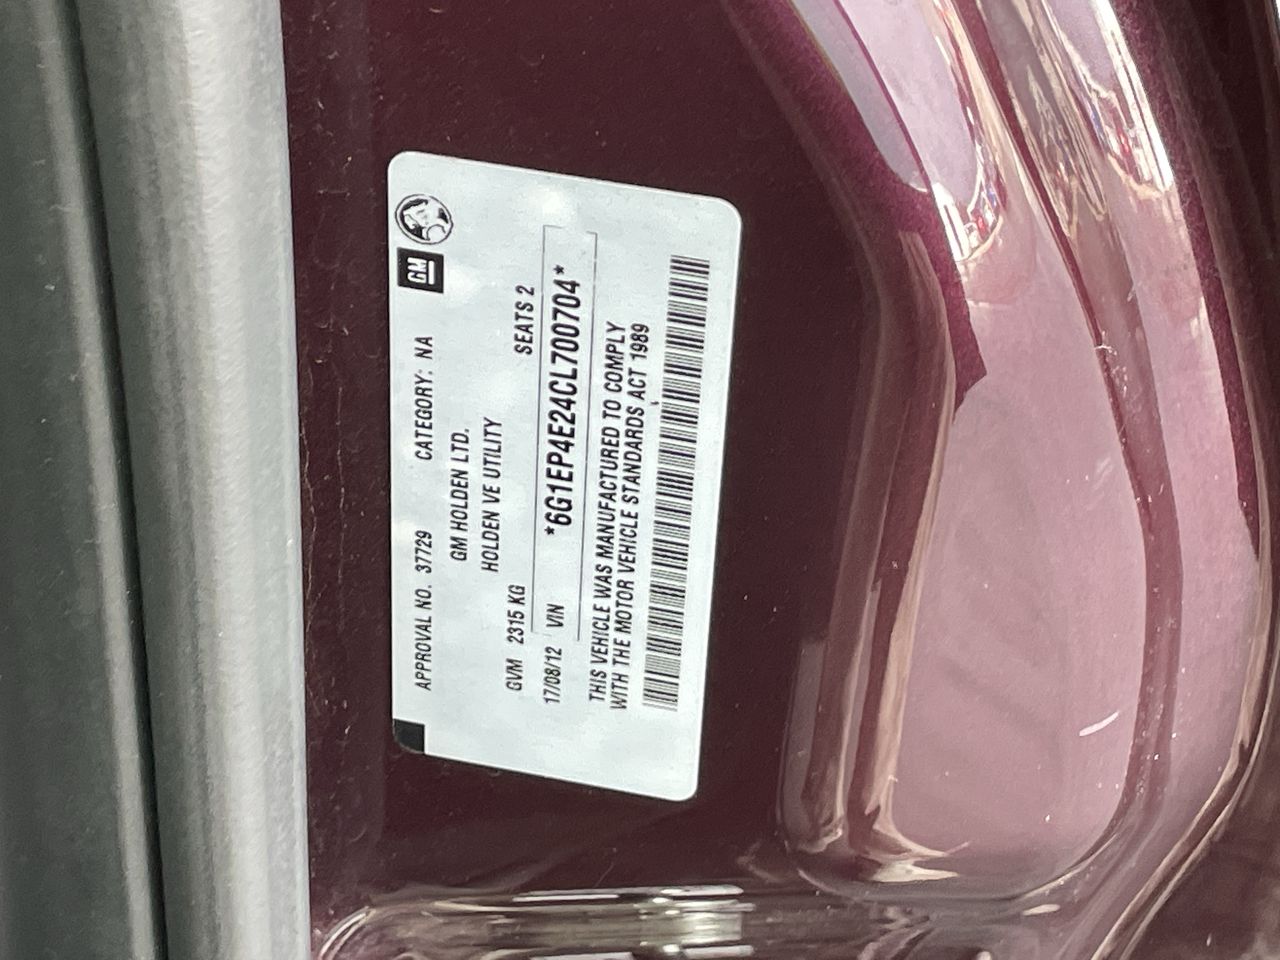 GM
APPROVAL NO. 37729 CATEGORY: NA
GM HOLDEN LTD.
HOLDEN VE UTILITY
GVM 2315 KG SEATS 2
17/08/12 VIN *6G1EP4E24CL700704*
THIS VEHICLE WAS MANUFACTURED TO COMPLY
WITH THE MOTOR VEHICLE STANDARDS ACT 1989